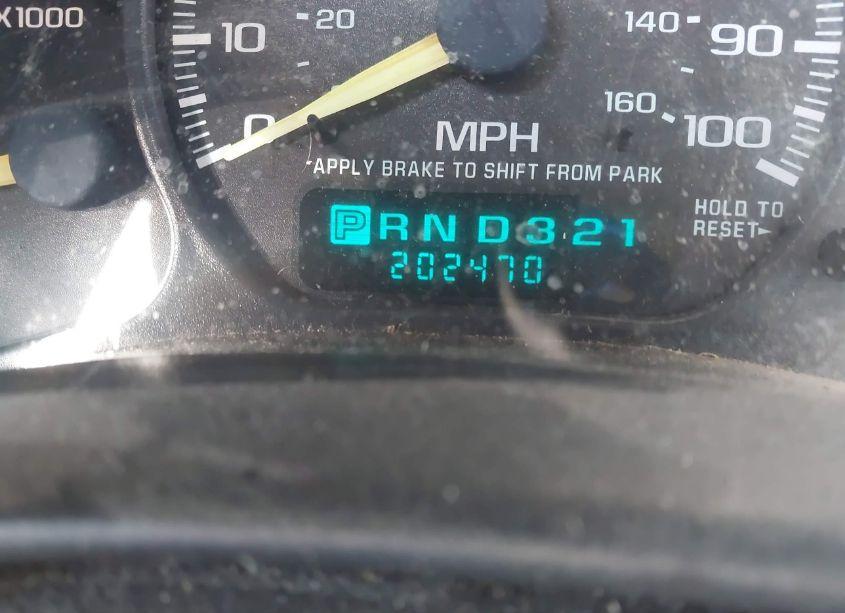 X1000
10 20
140 90
0
160 100
MPH
APPLY BRAKE TO SHIFT FROM PARK
HOLD TO
RESET
P R N D 3 2 1
202470